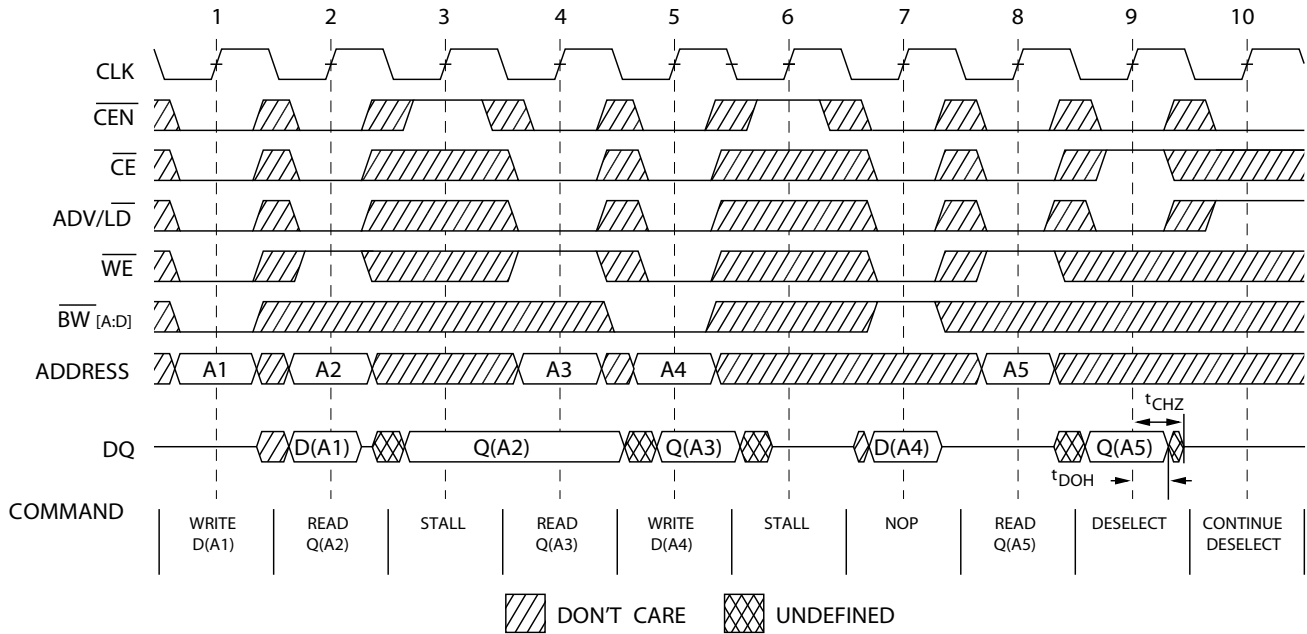 1 2 3 4 5 6 7 8 9 10
CLK
CEN
CE
ADV/LD
WE
BW [A:D]
ADDRESS A1 A2 A3 A4 A5
tCHZ
DQ D(A1) Q(A2) Q(A3) D(A4) Q(A5)
tDOH
COMMAND
WRITE D(A1)
READ Q(A2)
STALL
READ Q(A3)
WRITE D(A4)
STALL
NOP
READ Q(A5)
DESELECT
CONTINUE DESELECT
DON'T CARE UNDEFINED